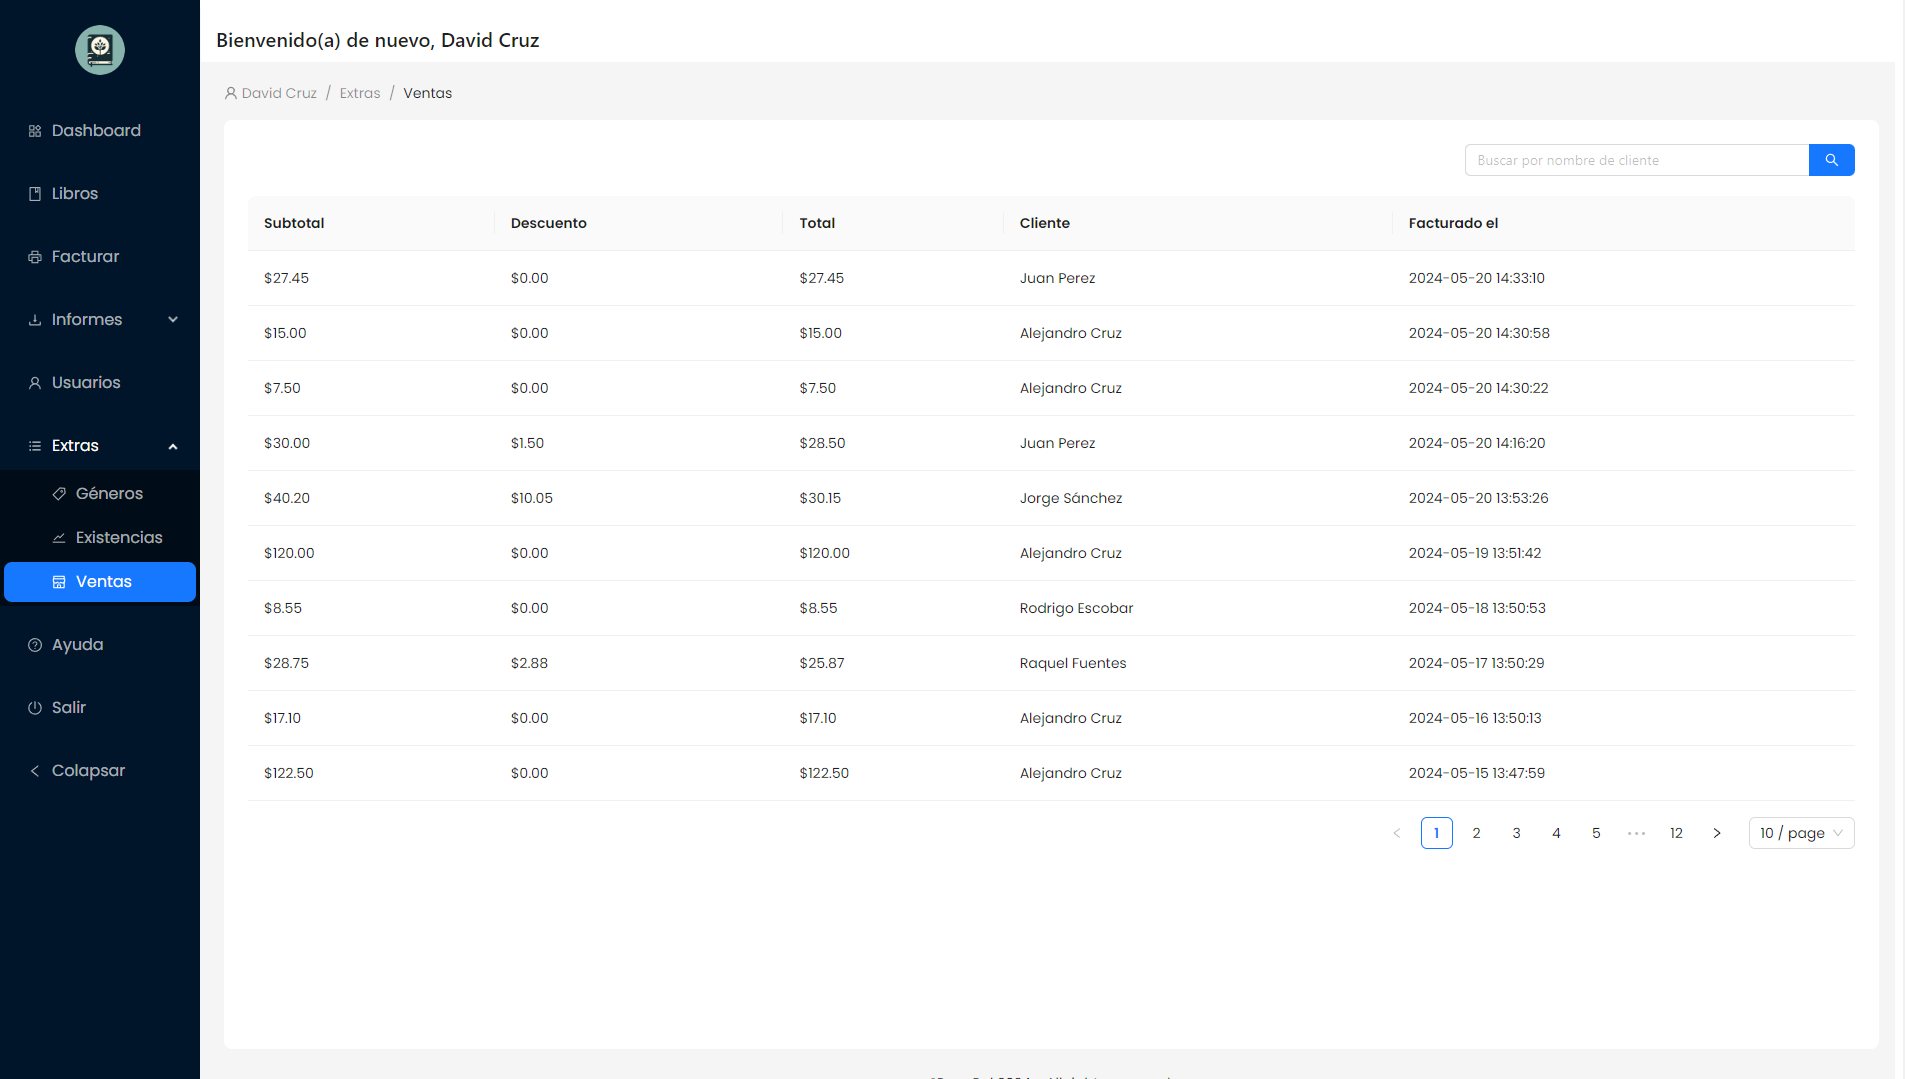 Bienvenido(a) de nuevo, David Cruz
David Cruz / Extras / Ventas
Dashboard
Libros
Facturar
Informes
Usuarios
Extras
Géneros
Existencias
Ventas
Ayuda
Salir
Colapsar
Buscar por nombre de cliente
Subtotal Descuento Total Cliente Facturado el
$27.45 $0.00 $27.45 Juan Perez 2024-05-20 14:33:10
$15.00 $0.00 $15.00 Alejandro Cruz 2024-05-20 14:30:58
$7.50 $0.00 $7.50 Alejandro Cruz 2024-05-20 14:30:22
$30.00 $1.50 $28.50 Juan Perez 2024-05-20 14:16:20
$40.20 $10.05 $30.15 Jorge Sánchez 2024-05-20 13:53:26
$120.00 $0.00 $120.00 Alejandro Cruz 2024-05-19 13:51:42
$8.55 $0.00 $8.55 Rodrigo Escobar 2024-05-18 13:50:53
$28.75 $2.88 $25.87 Raquel Fuentes 2024-05-17 13:50:29
$17.10 $0.00 $17.10 Alejandro Cruz 2024-05-16 13:50:13
$122.50 $0.00 $122.50 Alejandro Cruz 2024-05-15 13:47:59
< 1 2 3 4 5 ••• 12 > 10 / page